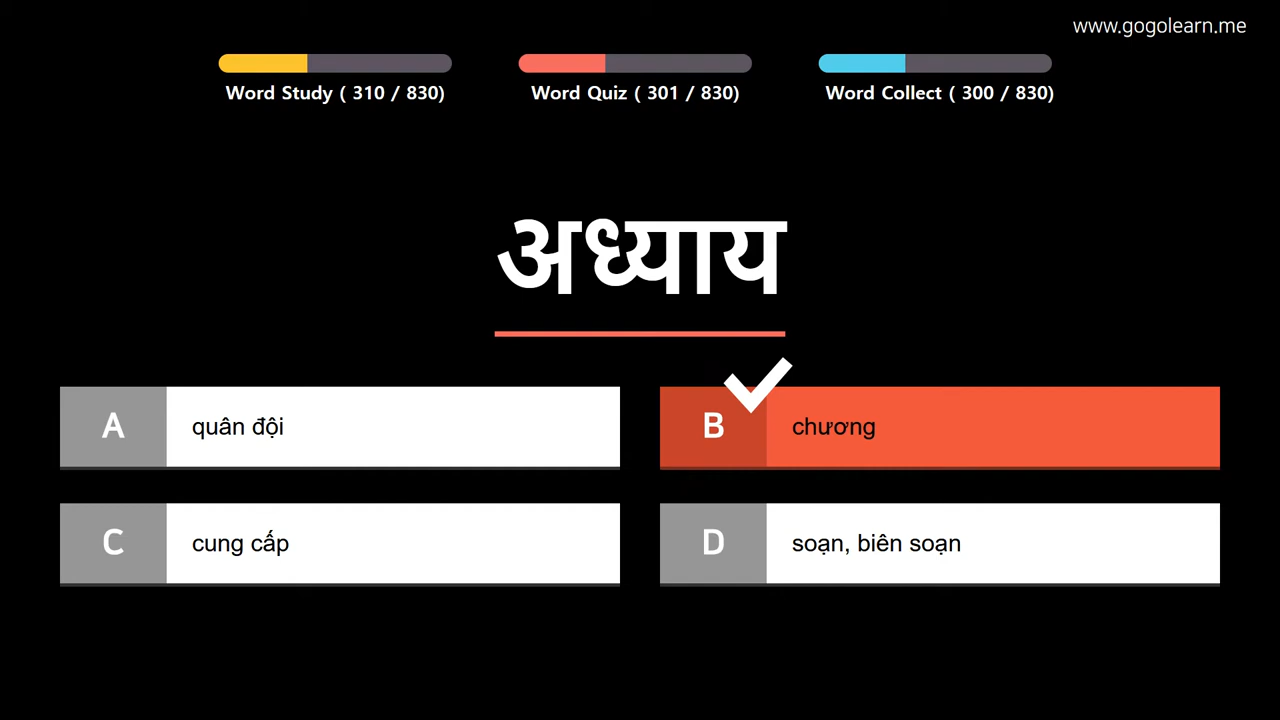 www.gogolearn.me
Word Study ( 310 / 830)
Word Quiz ( 301 / 830)
Word Collect ( 300 / 830)
अध्याय
A quân đội
B chương
C cung cấp
D soạn, biên soạn